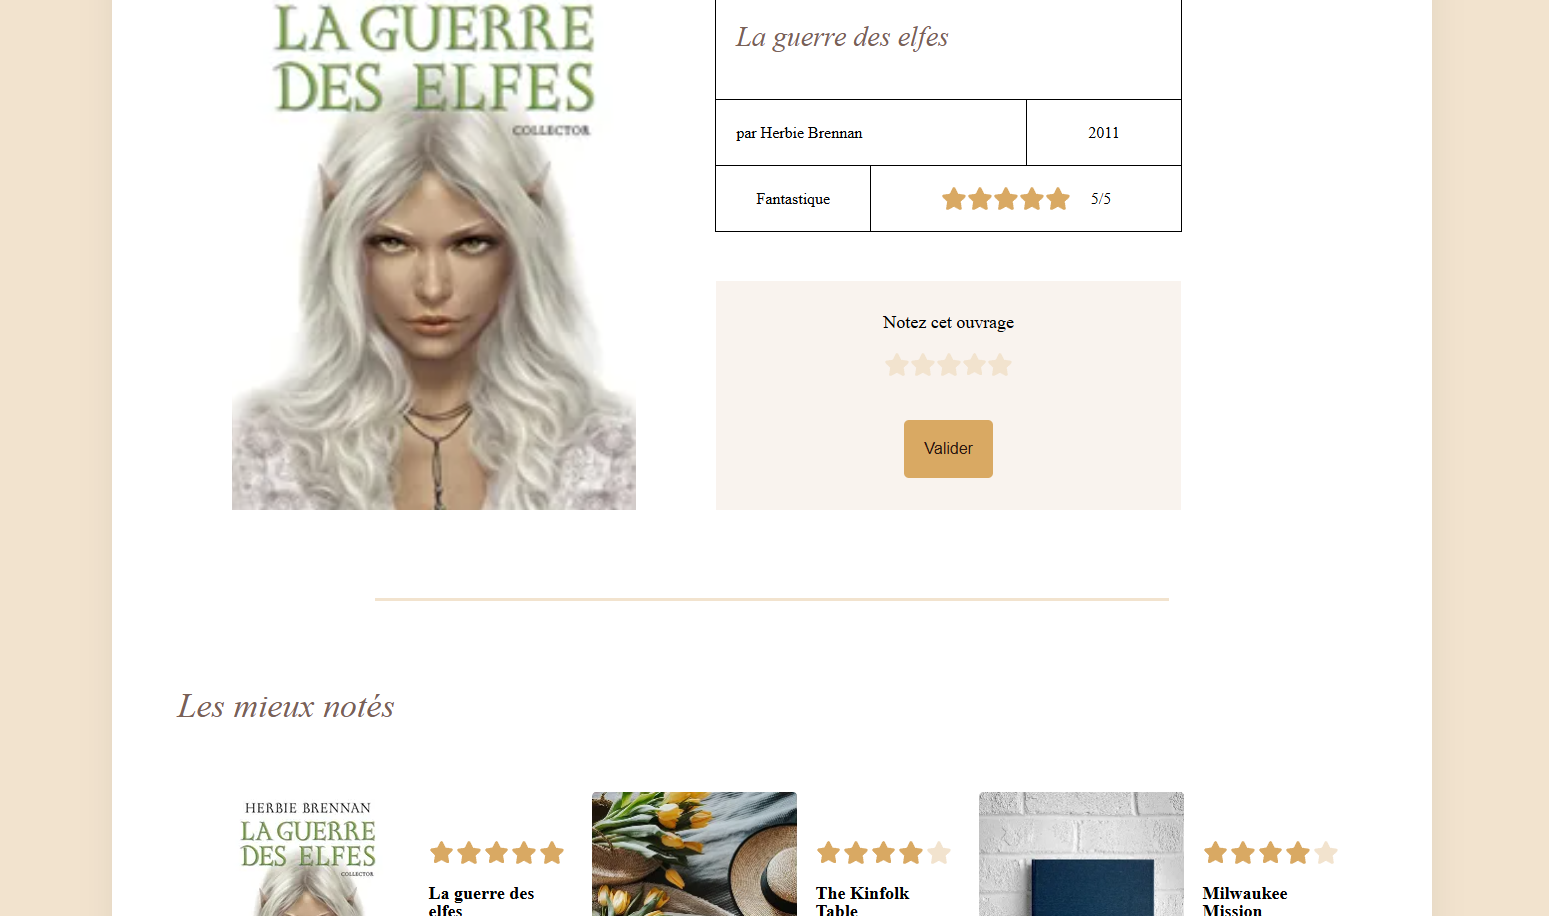 LA GUERRE
DES ELFES
COLLECTOR
La guerre des elfes
par Herbie Brennan
2011
Fantastique
5/5
Notez cet ouvrage
Valider
Les mieux notés
HERBIE BRENNAN
LA GUERRE
DES ELFES
COLLECTOR
La guerre des
elfes
The Kinfolk
Table
Milwaukee
Mission